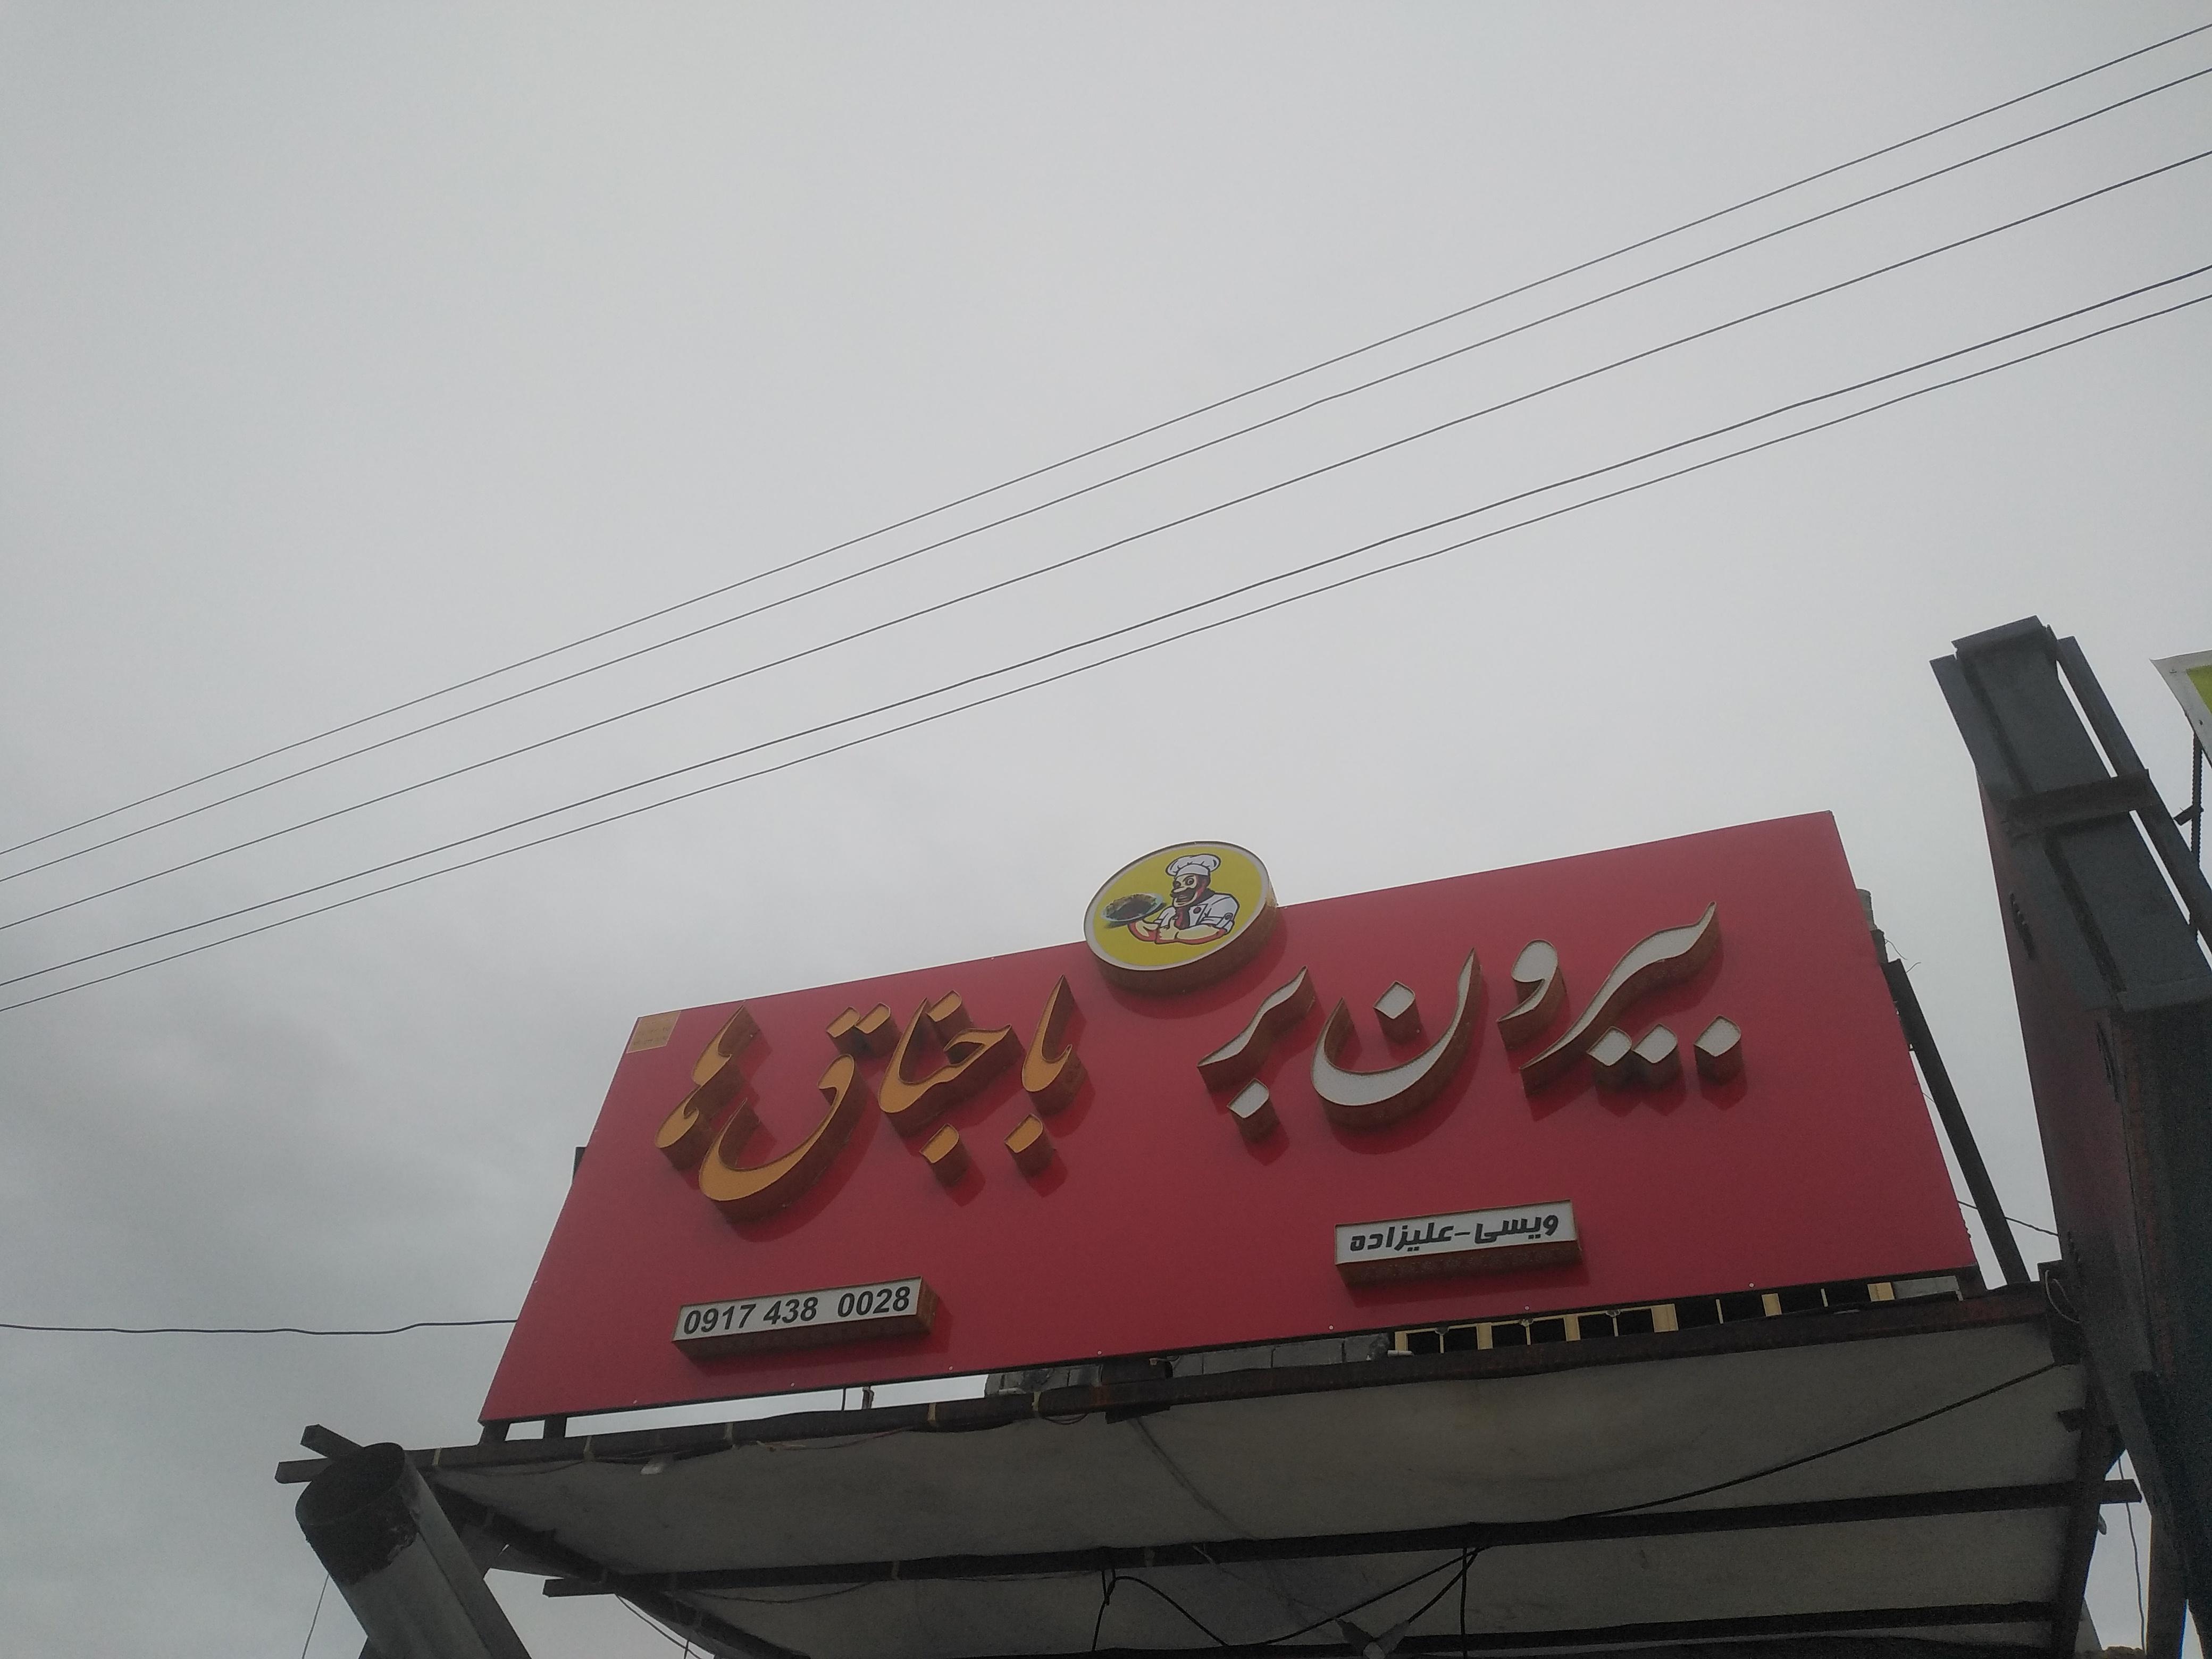 بیرون بر
باجناق ها
ویسی-علیزاده
0917 438 0028